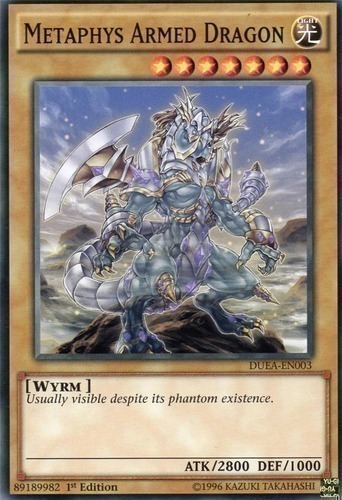 METAPHYS ARMED DRAGON
LIGHT
光
DUEA-EN003
[WYRM]
Usually visible despite its phantom existence.
ATK/2800 DEF/1000
89189982 1st Edition ©1996 KAZUKI TAKAHASHI